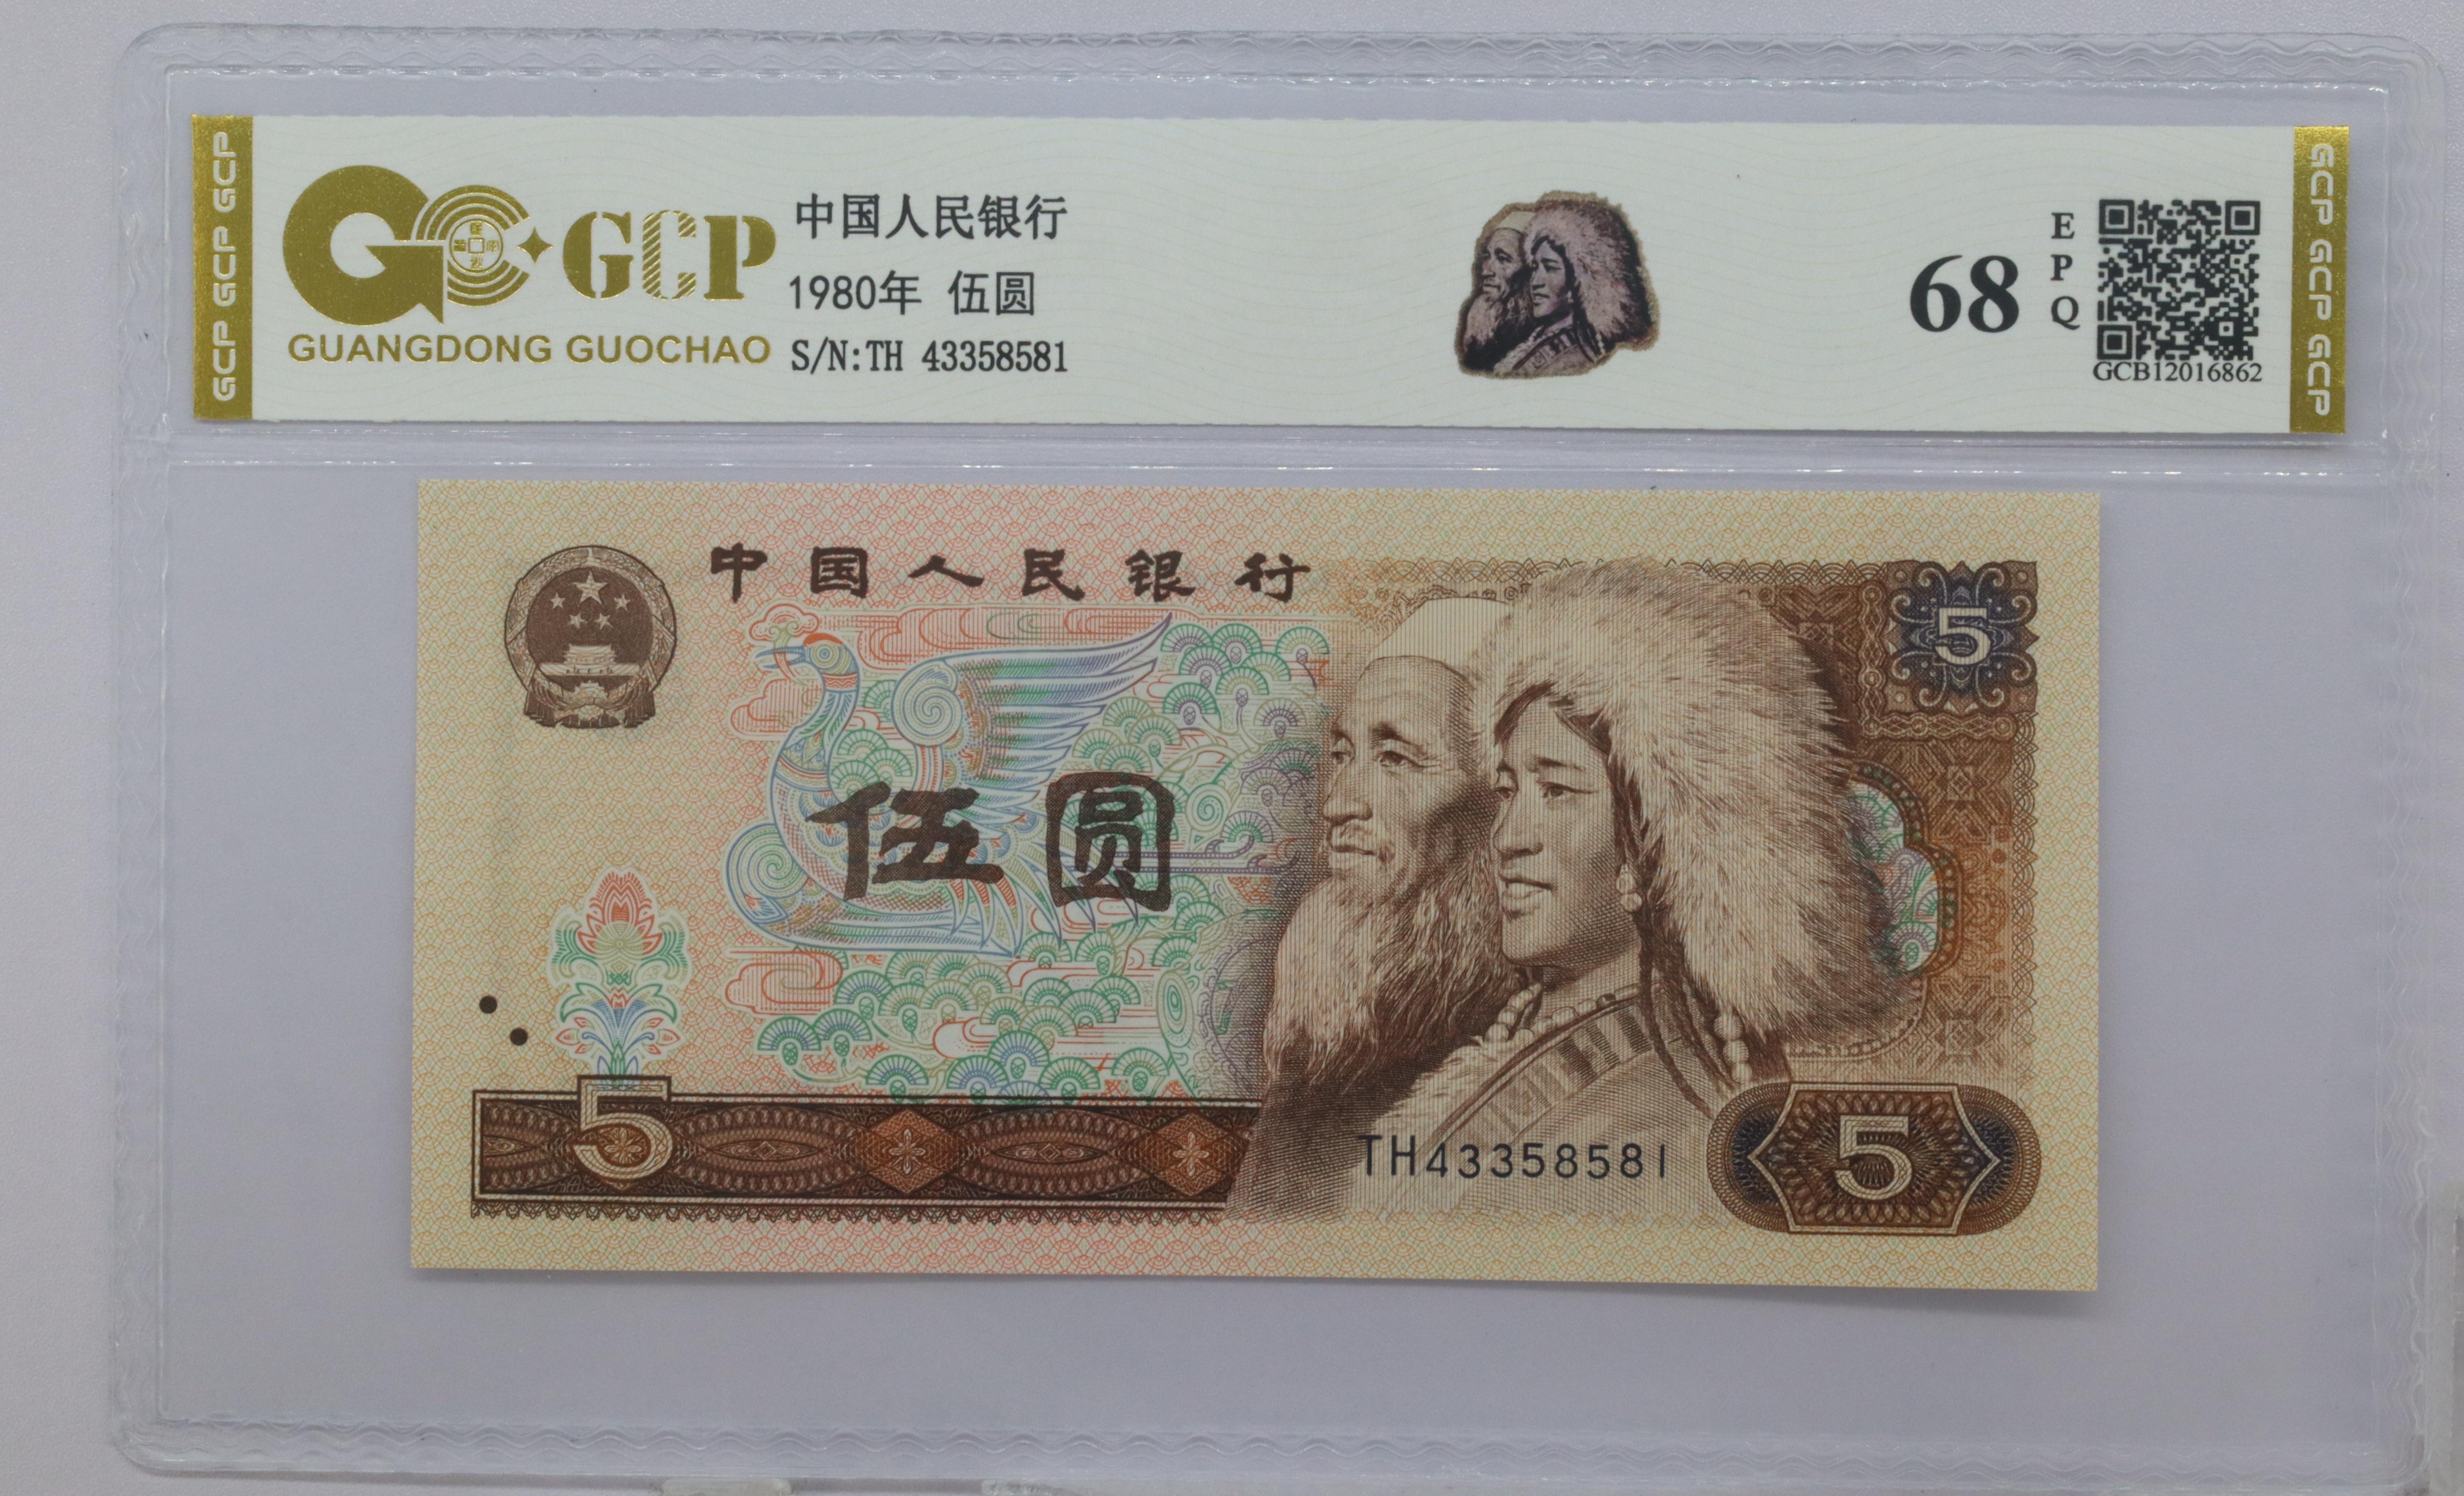 GCP GCP GCP
GCP
GUANGDONG GUOCHAO
中国人民银行
1980年 伍圆
S/N:TH 43358581
68
E
P
Q
GCB12016862
GCP GCP GCP
中国人民银行
5
伍圆
5
TH43358581
5